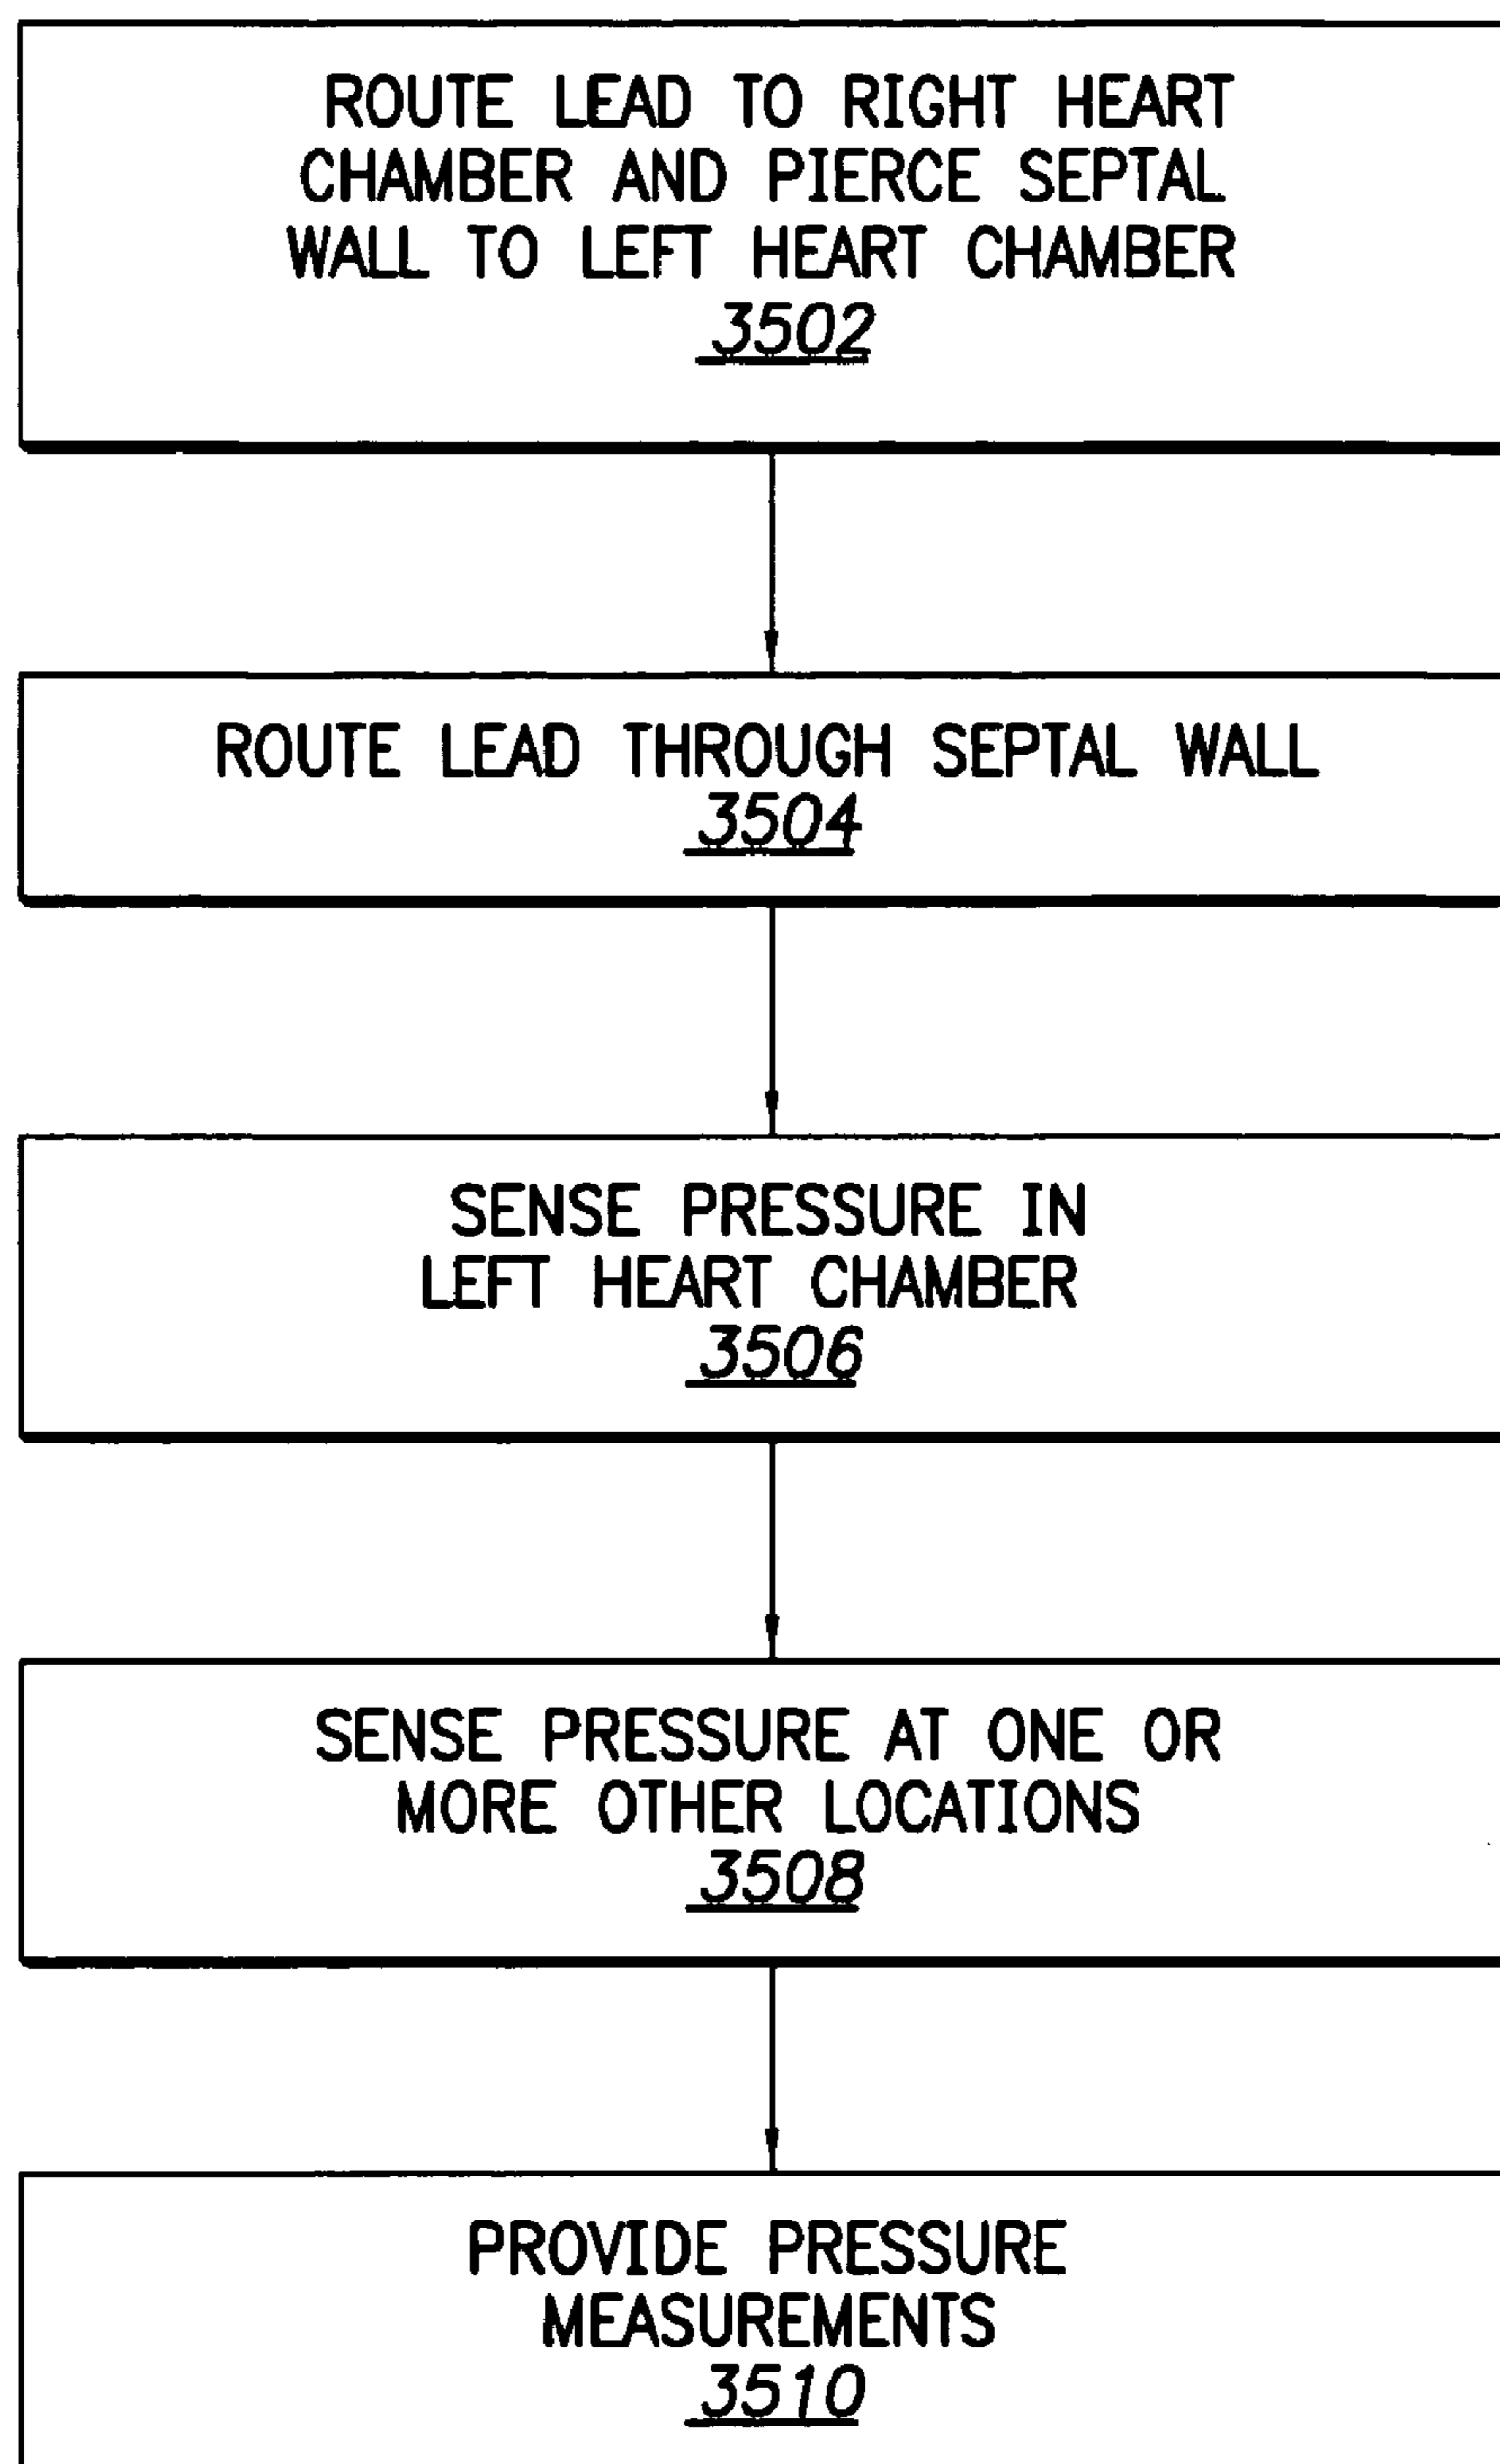 ROUTE LEAD TO RIGHT HEART
CHAMBER AND PIERCE SEPTAL
WALL TO LEFT HEART CHAMBER
3502
ROUTE LEAD THROUGH SEPTAL WALL
3504
SENSE PRESSURE IN
LEFT HEART CHAMBER
3506
SENSE PRESSURE AT ONE OR
MORE OTHER LOCATIONS
3508
PROVIDE PRESSURE
MEASUREMENTS
3510